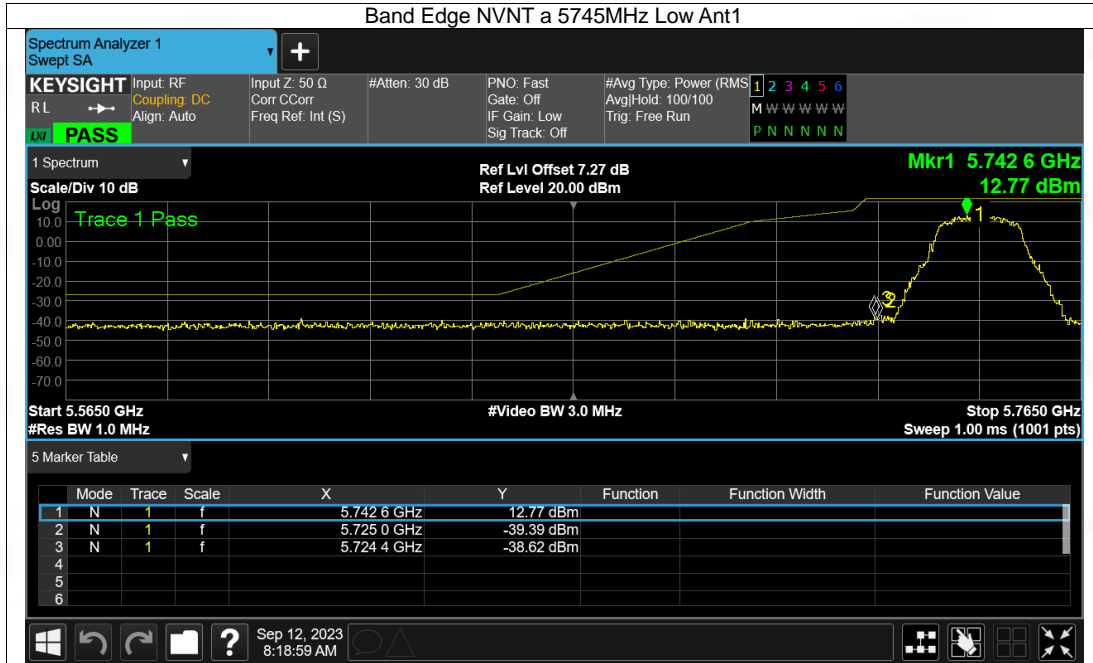 Band Edge NVNT a 5745MHz Low Ant1
Spectrum Analyzer 1
Swept SA
KEYSIGHT Input: RF Input Z: 50 Ω #Atten: 30 dB PNO: Fast #Avg Type: Power (RMS 1 2 3 4 5 6
R L Coupling: DC Corr CCorr Gate: Off Avg|Hold: 100/100 M W W W W W
Align: Auto Freq Ref: Int (S) IF Gain: Low Trig: Free Run
LXI PASS Sig Track: Off P N N N N N
1 Spectrum Ref Lvl Offset 7.27 dB Mkr1 5.742 6 GHz
Scale/Div 10 dB Ref Level 20.00 dBm 12.77 dBm
Log
Trace 1 Pass
10.0
0.00
-10.0
-20.0
-30.0
-40.0
-50.0
-60.0
-70.0
1
2
3
Start 5.5650 GHz #Video BW 3.0 MHz Stop 5.7650 GHz
#Res BW 1.0 MHz Sweep 1.00 ms (1001 pts)
5 Marker Table
Mode Trace Scale X Y Function Function Width Function Value
1 N 1 f 5.742 6 GHz 12.77 dBm
2 N 1 f 5.725 0 GHz -39.39 dBm
3 N 1 f 5.724 4 GHz -38.62 dBm
4
5
6
? Sep 12, 2023
8:18:59 AM